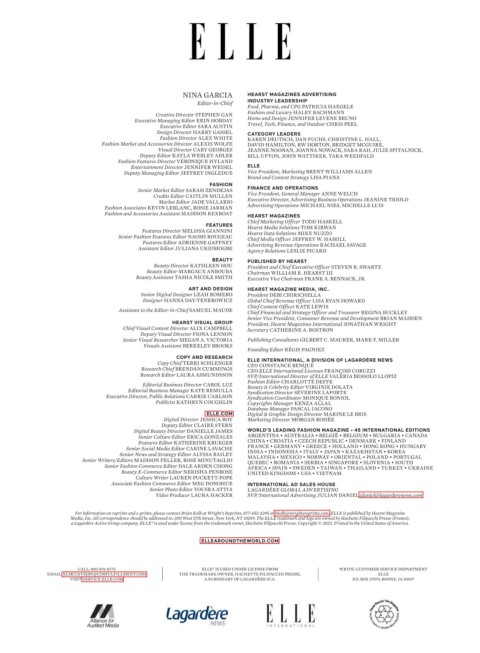 ELLE
NINA GARCIA
Editor-in-Chief
Creative Director STEPHEN GAN
Executive Managing Editor ERIN HOBDAY
Executive Editor SARA AUSTIN
Design Director HARRY GASSEL
Fashion Director ALEX WHITE
Fashion Market and Accessories Director ALEXIS WOLFE
Visual Director CARY GEORGES
Deputy Editor KAYLA WEBLEY ADLER
Fashion Features Director VÉRONIQUE HYLAND
Entertainment Director JENNIFER WEISEL
Deputy Managing Editor JEFFREY INGLEDUE
FASHION
Senior Market Editor SARAH ZENDEJAS
Credits Editor CAITLIN MULLEN
Market Editor JADE VALLARIO
Fashion Associates KEVIN LEBLANC, ROSIE JARMAN
Fashion and Accessories Assistant MADISON REXROAT
FEATURES
Features Director MELISSA GIANNINI
Senior Fashion Features Editor NAOMI ROUGEAU
Features Editor ADRIENNE GAFFNEY
Assistant Editor JULIANA UKIOMOGBE
BEAUTY
Beauty Director KATHLEEN HOU
Beauty Editor MARGAUX ANBOUBA
Beauty Assistant TASHA NICOLE SMITH
ART AND DESIGN
Senior Digital Designer LEAH ROMERO
Designer HANNA DAY-TENEROWICZ
Assistant to the Editor-in-Chief SAMUEL MAUDE
HEARST VISUAL GROUP
Chief Visual Content Director ALIX CAMPBELL
Deputy Visual Director FIONA LENNON
Senior Visual Researcher MEGAN A. VICTORIA
Visuals Assistant BERKELEY BROOKS
COPY AND RESEARCH
Copy Chief TERRI SCHLENGER
Research Chief BRENDÁN CUMMINGS
Research Editor LAURA ASMUNDSSON
Editorial Business Director CAROL LUZ
Editorial Business Manager KATE REMULLA
Executive Director, Public Relations CARRIE CARLSON
Publicist KATHRYN COUGHLIN
ELLE.COM
Digital Director JESSICA ROY
Deputy Editor CLAIRE STERN
Digital Beauty Director DANIELLE JAMES
Senior Culture Editor ERICA GONZALES
Features Editor KATHERINE KRUEGER
Senior Social Media Editor CARINE LAVACHE
Senior News and Strategy Editor ALYSSA BAILEY
Senior Writers/Editors MADISON FELLER, ROSE MINUTAGLIO
Senior Fashion Commerce Editor DALE ARDEN CHONG
Beauty E-Commerce Editor NERISHA PENROSE
Culture Writer LAUREN PUCKETT-POPE
Associate Fashion Commerce Editor MEG DONOHUE
Senior Photo Editor YOUSRA ATTIA
Video Producer LAURA HACKER
HEARST MAGAZINES ADVERTISING
INDUSTRY LEADERSHIP
Food, Pharma, and CPG PATRICIA HAEGELE
Fashion and Luxury HALEY BACHMANN
Home and Design JENNIFER LEVENE BRUNO
Travel, Tech, Finance, and Outdoor CHRIS PEEL
CATEGORY LEADERS
KAREN DEUTSCH, DAN FUCHS, CHRISTINE L. HALL,
DAVID HAMILTON, RW HORTON, BRIDGET MCGUIRE,
JEANNE NOONAN, JOANNA NOWACK, SARA RAD, JULIE SPITALNICK,
BILL UPTON, JOHN WATTIKER, TARA WEEDFALD
ELLE
Vice President, Marketing BRENT WILLIAMS ALLEN
Brand and Content Strategy LISA PIANA
FINANCE AND OPERATIONS
Vice President, General Manager ANNE WELCH
Executive Director, Advertising Business Operations JEANINE TRIOLO
Advertising Operations MICHAEL NIES, MICHELLE LUIS
HEARST MAGAZINES
Chief Marketing Officer TODD HASKELL
Hearst Media Solutions TOM KIRWAN
Hearst Data Solutions MIKE NUZZO
Chief Media Officer JEFFREY W. HAMILL
Advertising Revenue Operations RACHAEL SAVAGE
Agency Relations LESLIE PICARD
PUBLISHED BY HEARST
President and Chief Executive Officer STEVEN R. SWARTZ
Chairman WILLIAM R. HEARST III
Executive Vice Chairman FRANK A. BENNACK, JR.
HEARST MAGAZINE MEDIA, INC.
President DEBI CHIRICHELLA
Global Chief Revenue Officer LISA RYAN HOWARD
Chief Content Officer KATE LEWIS
Chief Financial and Strategy Officer and Treasurer REGINA BUCKLEY
Senior Vice President, Consumer Revenue and Development BRIAN MADDEN
President, Hearst Magazines International JONATHAN WRIGHT
Secretary CATHERINE A. BOSTRON
Publishing Consultants GILBERT C. MAURER, MARK F. MILLER
Founding Editor RÉGIS PAGNIEZ
ELLE INTERNATIONAL, A DIVISION OF LAGARDÈRE NEWS
CEO CONSTANCE BENQUÉ
CEO ELLE International Licenses FRANÇOIS CORUZZI
SVP/International Director of ELLE VALÉRIA BESSOLO LLOPIZ
Fashion Editor CHARLOTTE DEFFE
Beauty & Celebrity Editor VIRGINIE DOLATA
Syndication Director SÉVERINE LAPORTE
Syndication Coordinator MONIE BONIOL
Copyrights Manager KENZA ALLAL
Database Manager PASCAL IACONO
Digital & Graphic Design Director MARINE LE BRIS
Marketing Director MORGAN ROHÉE
WORLD'S LEADING FASHION MAGAZINE • 45 INTERNATIONAL EDITIONS
ARGENTINA • AUSTRALIA • BELGIË • BELGIUM • BULGARIA • CANADA
CHINA • CROATIA • CZECH REPUBLIC • DENMARK • FINLAND
FRANCE • GERMANY • GREECE • HOLLAND • HONG KONG • HUNGARY
INDIA • INDONESIA • ITALY • JAPAN • KAZAKHSTAN • KOREA
MALAYSIA • MEXICO • NORWAY • ORIENTAL • POLAND • PORTUGAL
QUÉBEC • ROMANIA • SERBIA • SINGAPORE • SLOVENIA • SOUTH
AFRICA • SPAIN • SWEDEN • TAIWAN • THAILAND • TURKEY • UKRAINE
UNITED KINGDOM • USA • VIETNAM
INTERNATIONAL AD SALES HOUSE
LAGARDÈRE GLOBAL ADVERTISING
SVP/International Advertising JULIAN DANIEL
For information on reprints and e-prints, please contact Brian Kolb at Wright's Reprints, 877-652-5295 or bkolb@wrightsreprints.com. ELLE is published by Hearst Magazine
Media, Inc. All correspondence should be addressed to: 300 West 57th Street, New York, NY 10019. The ELLE trademark and logo are owned by Hachette Filipacchi Presse (France),
a Lagardère Active Group company. ELLE® is used under license from the trademark owner, Hachette Filipacchi Presse. Copyright © 2022. Printed in the United States of America.
ELLEAROUNDTHEWORLD.COM
CALL: 800-876-8775
VISIT SERVICE.ELLE.COM
ELLE® IS USED UNDER LICENSE FROM
THE TRADEMARK OWNER, HACHETTE FILIPACCHI PRESSE,
A SUBSIDIARY OF LAGARDÈRE SCA.
WRITE: CUSTOMER SERVICE DEPARTMENT
ELLE
P.O. BOX 37870, BOONE, IA 50037
Alliance for
Audited Media
Lagardère
NEWS
ELLE
INTERNATIONAL